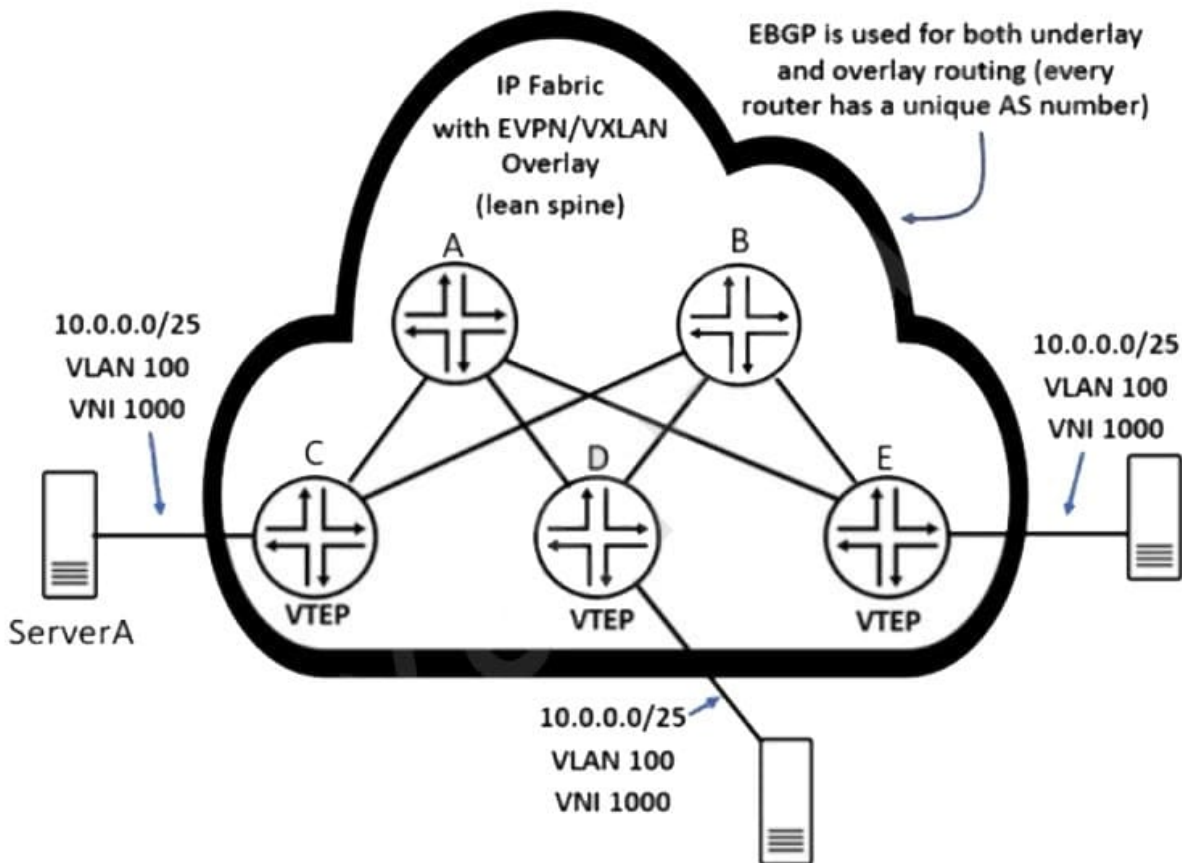 EBGP is used for both underlay
and overlay routing (every
router has a unique AS number)
IP Fabric
with EVPN/VXLAN
Overlay
(lean spine)
A
B
10.0.0.0/25
VLAN 100
VNI 1000
10.0.0.0/25
VLAN 100
VNI 1000
C
D
E
VTEP
VTEP
VTEP
ServerA
10.0.0.0/25
VLAN 100
VNI 1000